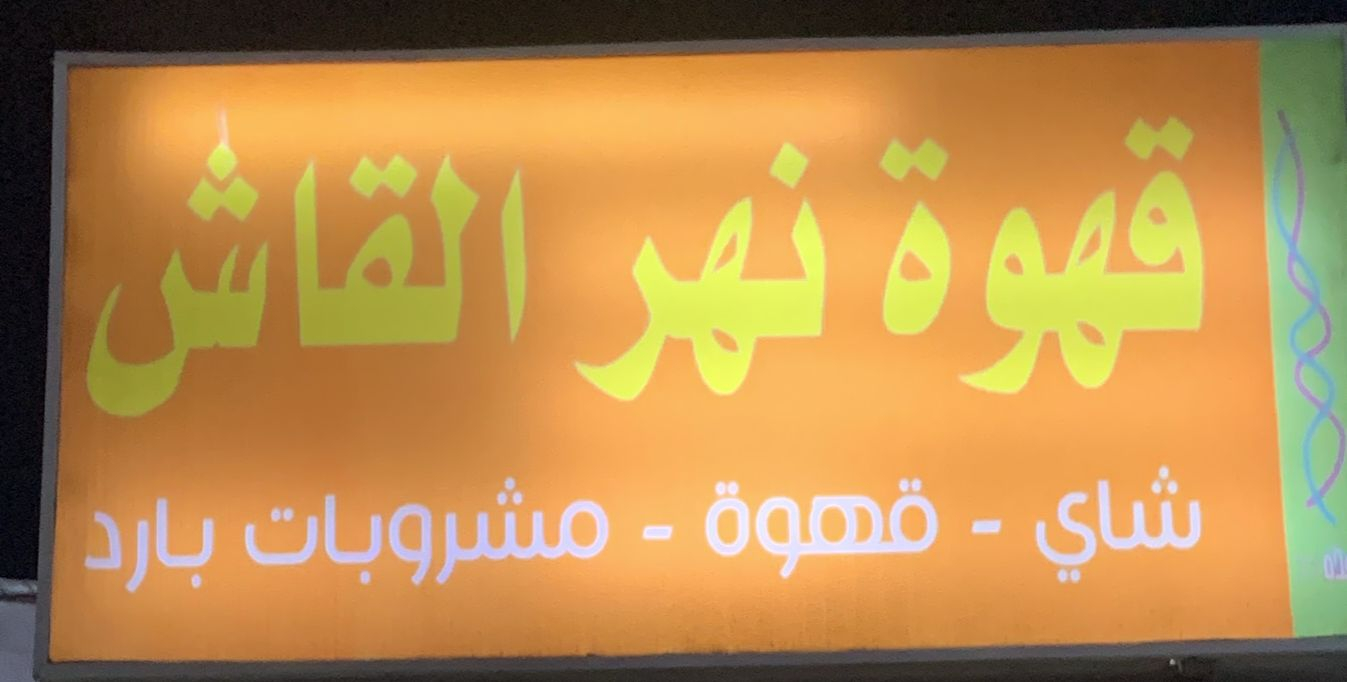 قهوة نهر القاش
شاي - قهوة - مشروبات بارد